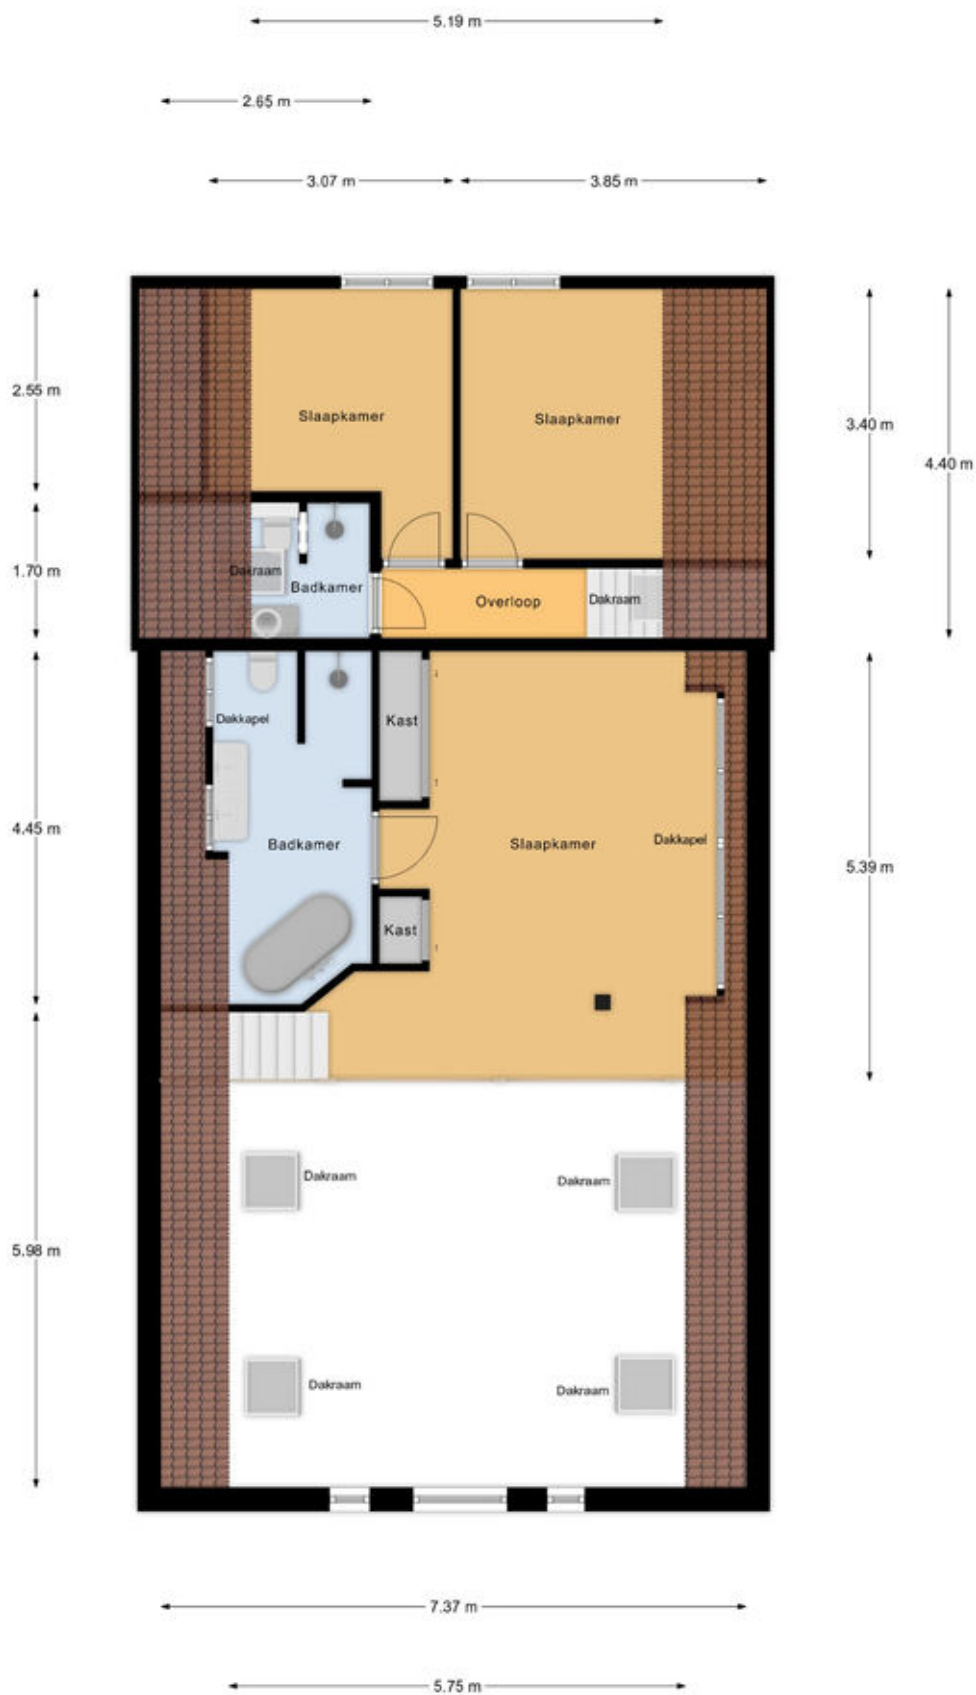 5.19 m
2.65 m
3.07 m
3.85 m
2.55 m
Slaapkamer
Slaapkamer
3.40 m
4.40 m
1.70 m
Dakraam
Badkamer
Overloop
Dakraam
Dakkapel
Kast
4.45 m
Badkamer
Slaapkamer
Dakkapel
5.39 m
Kast
Dakraam
Dakraam
5.98 m
Dakraam
Dakraam
7.37 m
5.75 m